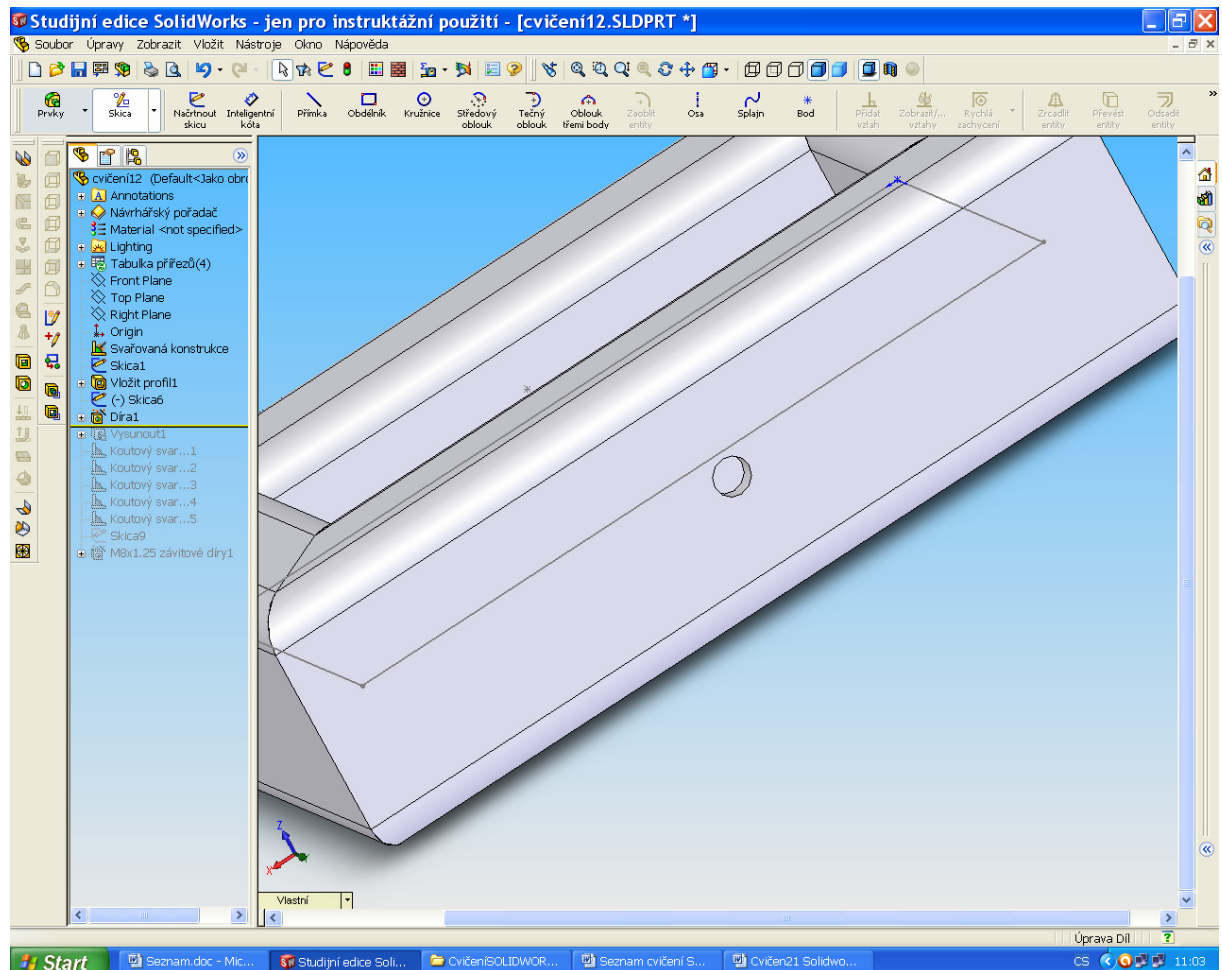 Studijní edice SolidWorks - jen pro instruktážní použití - [cvičení12.SLDPRT *]
Soubor Úpravy Zobrazit Vložit Nástroje Okno Nápověda
Prvky Skica Načrtnout skicu Inteligentní kóta Přímka Obdélník Kružnice Středový oblouk Tečný oblouk Oblouk třemi body Zaoblit entity Osa Splajn Bod Přidat vztah Zobrazit/... vztahy Rychlá zachycení Zrcadlit entity Převést entity Odsadit entity
cvičení12 (Default<Jako obr
Annotations
Návrhářský pořadač
Material <not specified>
Lighting
Tabulka přířezů(4)
Front Plane
Top Plane
Right Plane
Origin
Svařovaná konstrukce
Skica1
Vložit profil1
(-) Skica6
Díra1
Vysunout1
Koutový svar...1
Koutový svar...2
Koutový svar...3
Koutový svar...4
Koutový svar...5
Skica9
M8x1.25 závitové díry1
Z
X
Vlastní
Úprava Díl
Start Seznam.doc - Mic... Studijní edice Soli... CvičeníSOLIDWOR... Seznam cvičení S... Cvičen21 Solidwo... CS 11:03